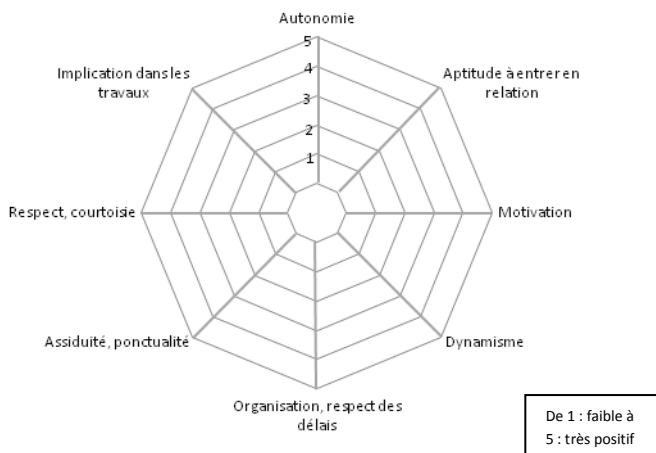 Autonomie
5
4
3
2
1
Implication dans les
travaux
Aptitude à entrer en
relation
Respect, courtoisie
Motivation
Assiduité, ponctualité
Dynamisme
Organisation, respect des
délais
De 1 : faible à
5 : très positif